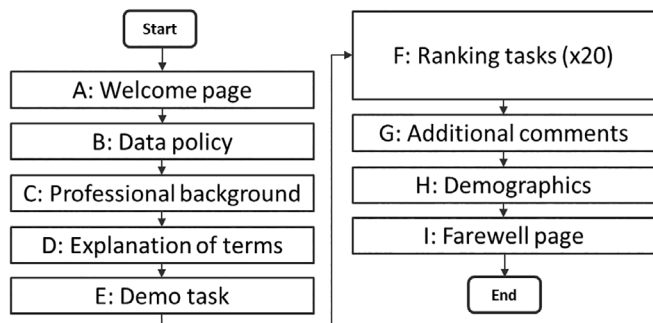 Start
A: Welcome page
B: Data policy
C: Professional background
D: Explanation of terms
E: Demo task
F: Ranking tasks (x20)
G: Additional comments
H: Demographics
I: Farewell page
End